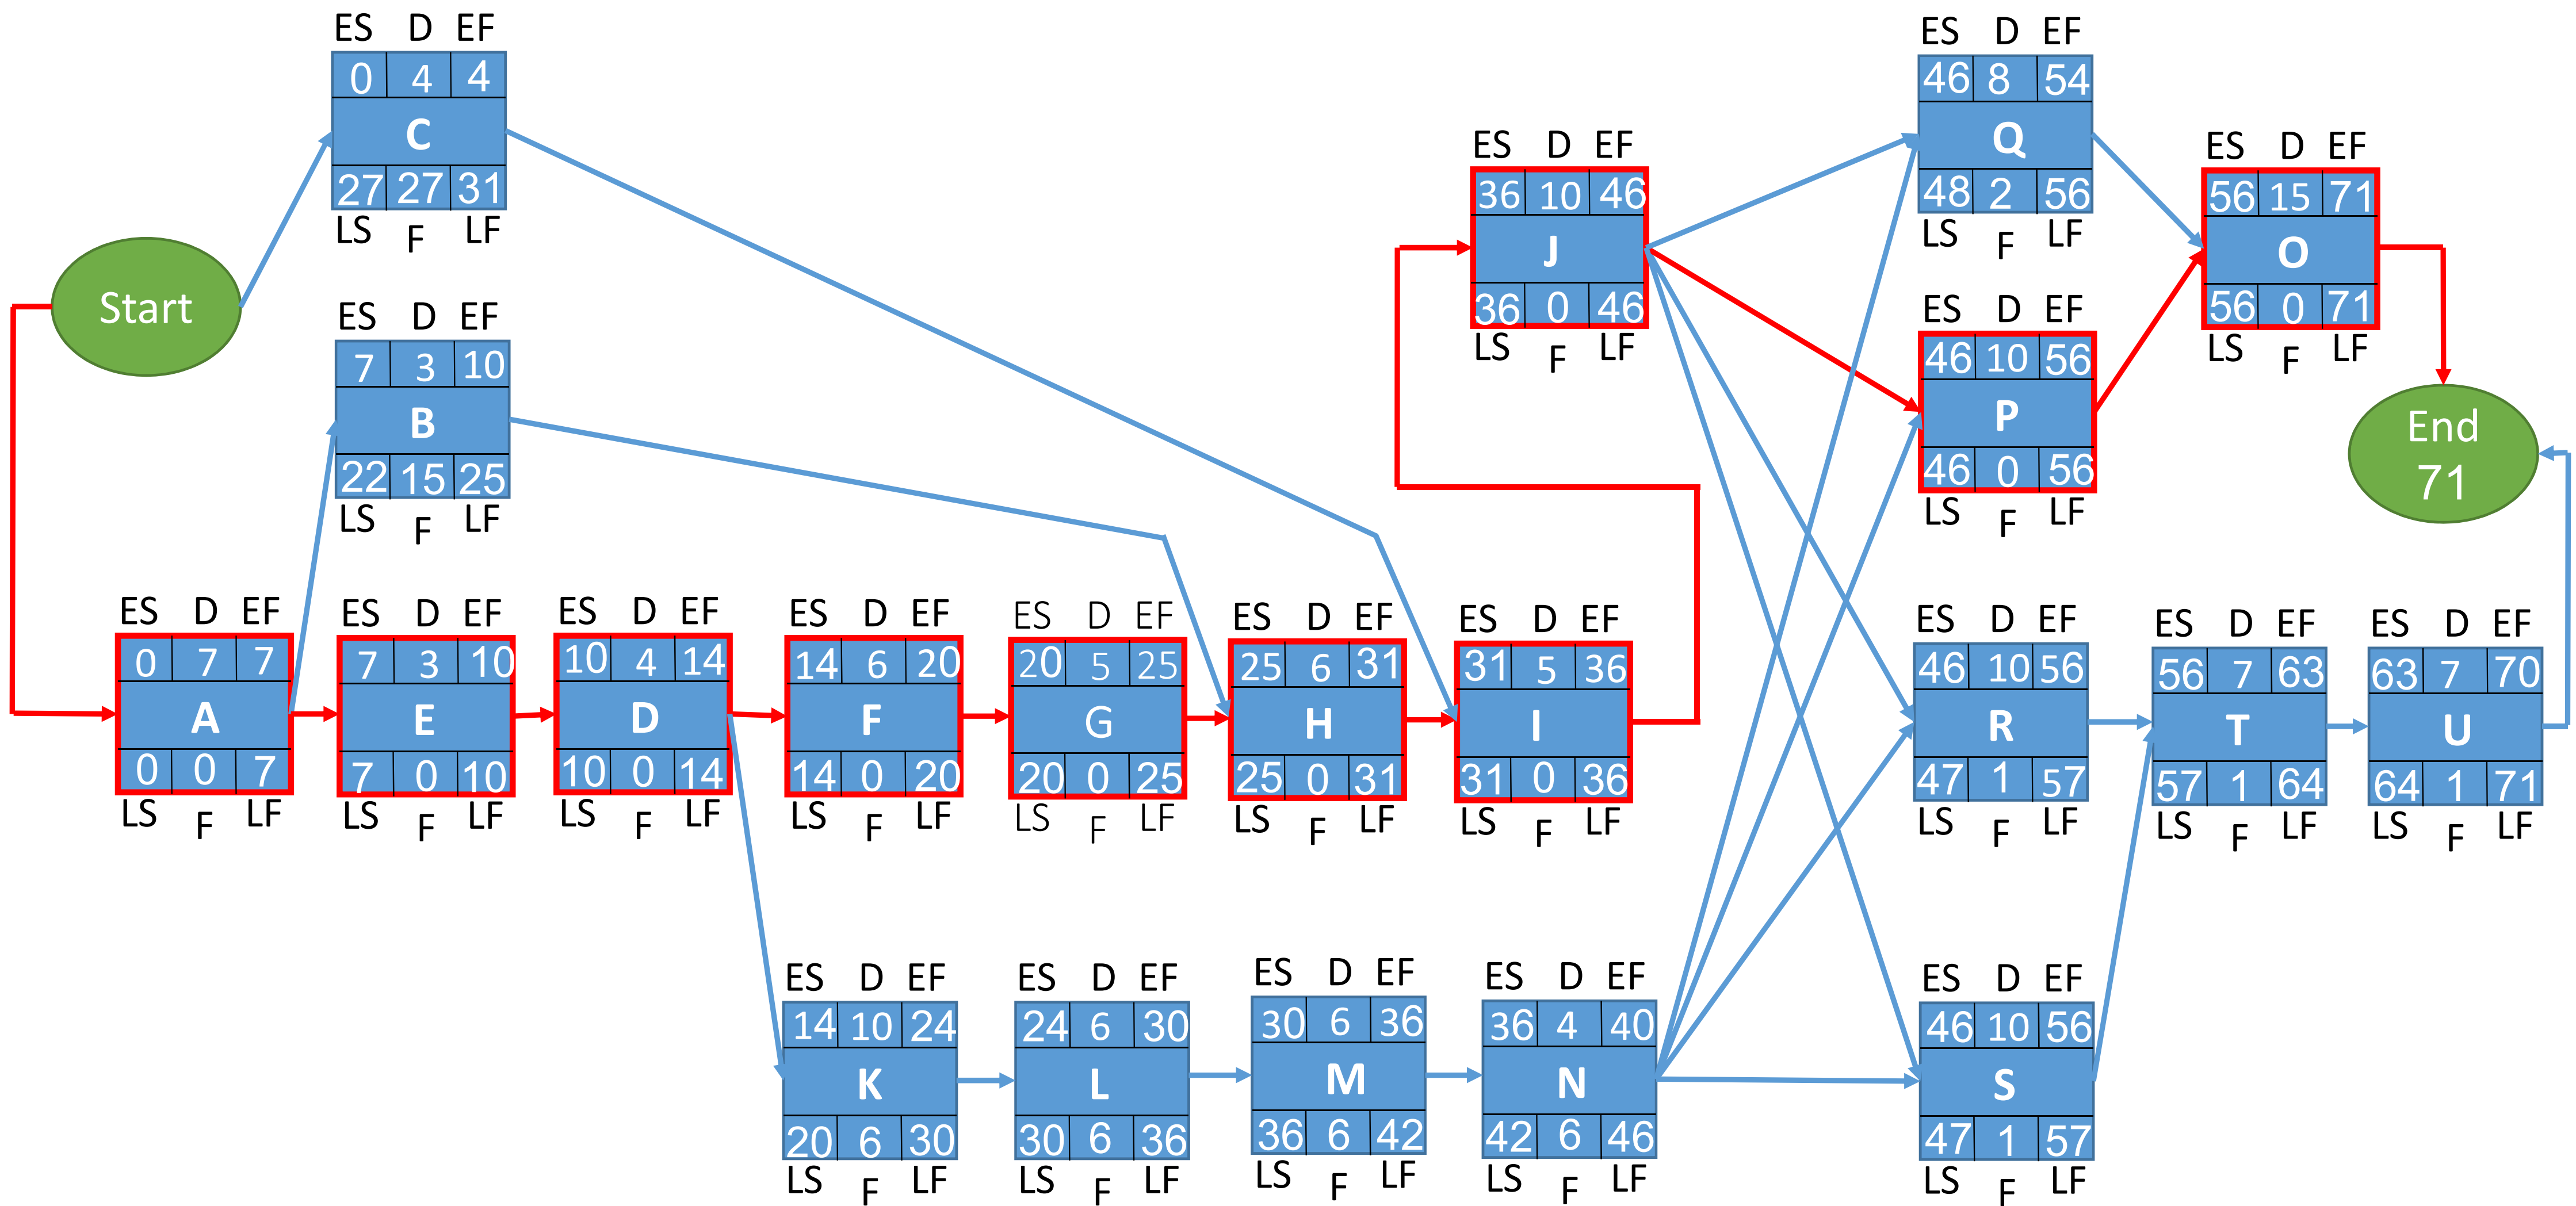 ES D EF
0 4 4
C
27 27 31
LS F LF
Start
ES D EF
7 3 10
B
22 15 25
LS F LF
ES D EF
0 7 7
A
0 0 7
LS F LF
ES D EF
7 3 10
E
7 0 10
LS F LF
ES D EF
10 4 14
D
10 0 14
LS F LF
ES D EF
14 6 20
F
14 0 20
LS F LF
ES D EF
20 5 25
G
20 0 25
LS F LF
ES D EF
25 6 31
H
25 0 31
LS F LF
ES D EF
31 5 36
I
31 0 36
LS F LF
ES D EF
36 10 46
J
36 0 46
LS F LF
ES D EF
14 10 24
K
20 6 30
LS F LF
ES D EF
24 6 30
L
30 6 36
LS F LF
ES D EF
30 6 36
M
36 6 42
LS F LF
ES D EF
36 4 40
N
42 6 46
LS F LF
ES D EF
46 8 54
Q
48 2 56
LS F LF
ES D EF
46 10 56
P
46 0 56
LS F LF
ES D EF
56 15 71
O
56 0 71
LS F LF
End
71
ES D EF
46 10 56
R
47 1 57
LS F LF
ES D EF
56 7 63
T
57 1 64
LS F LF
ES D EF
63 7 70
U
64 1 71
LS F LF
ES D EF
46 10 56
S
47 1 57
LS F LF